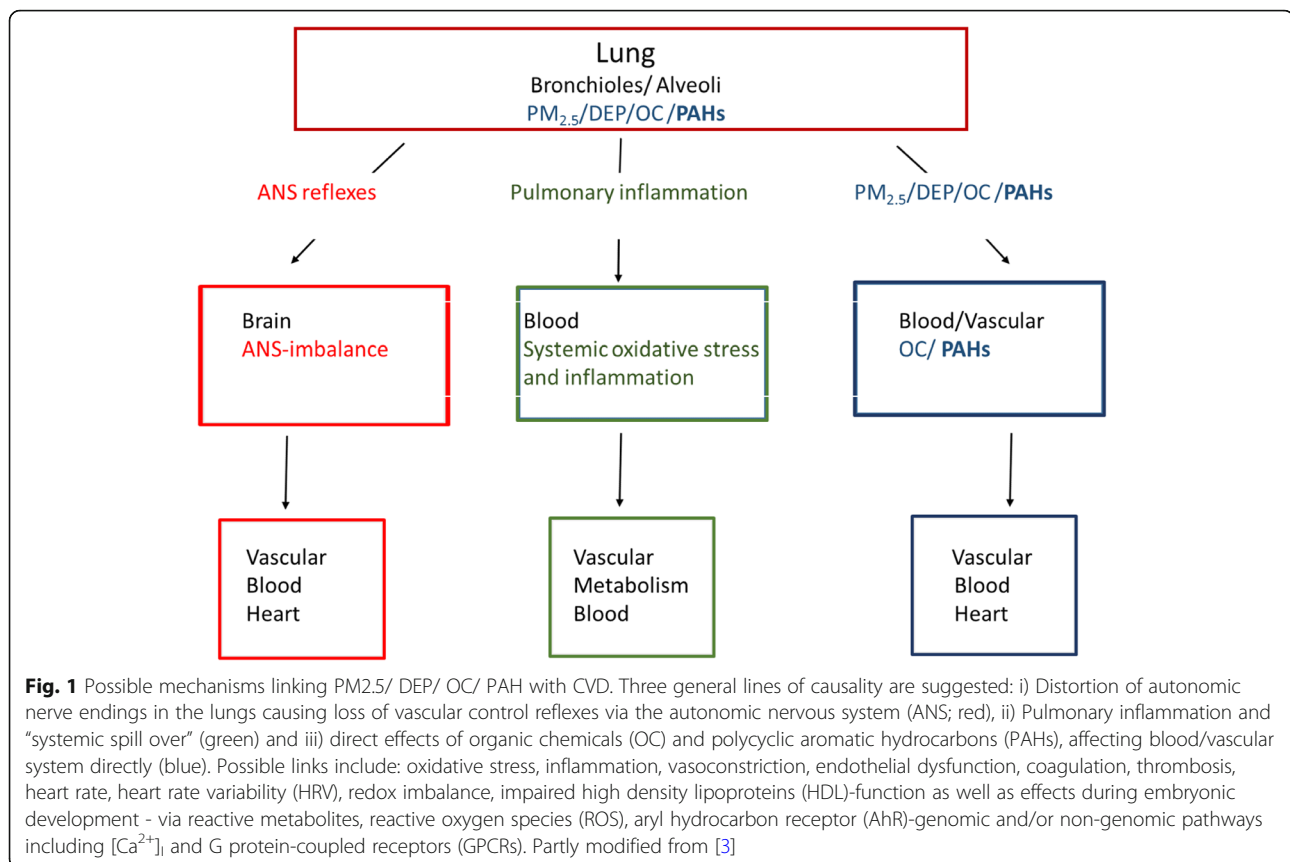 Lung
Bronchioles/ Alveoli
PM2.5/DEP/OC/PAHs
ANS reflexes
Pulmonary inflammation
PM2.5/DEP/OC/PAHs
Brain
ANS-imbalance
Blood
Systemic oxidative stress
and inflammation
Blood/Vascular
OC/ PAHs
Vascular
Blood
Heart
Vascular
Metabolism
Blood
Vascular
Blood
Heart
Fig. 1 Possible mechanisms linking PM2.5/ DEP/ OC/ PAH with CVD. Three general lines of causality are suggested: i) Distortion of autonomic
nerve endings in the lungs causing loss of vascular control reflexes via the autonomic nervous system (ANS; red), ii) Pulmonary inflammation and
“systemic spill over” (green) and iii) direct effects of organic chemicals (OC) and polycyclic aromatic hydrocarbons (PAHs), affecting blood/vascular
system directly (blue). Possible links include: oxidative stress, inflammation, vasoconstriction, endothelial dysfunction, coagulation, thrombosis,
heart rate, heart rate variability (HRV), redox imbalance, impaired high density lipoproteins (HDL)-function as well as effects during embryonic
development - via reactive metabolites, reactive oxygen species (ROS), aryl hydrocarbon receptor (AhR)-genomic and/or non-genomic pathways
including [Ca2+]I and G protein-coupled receptors (GPCRs). Partly modified from [3]